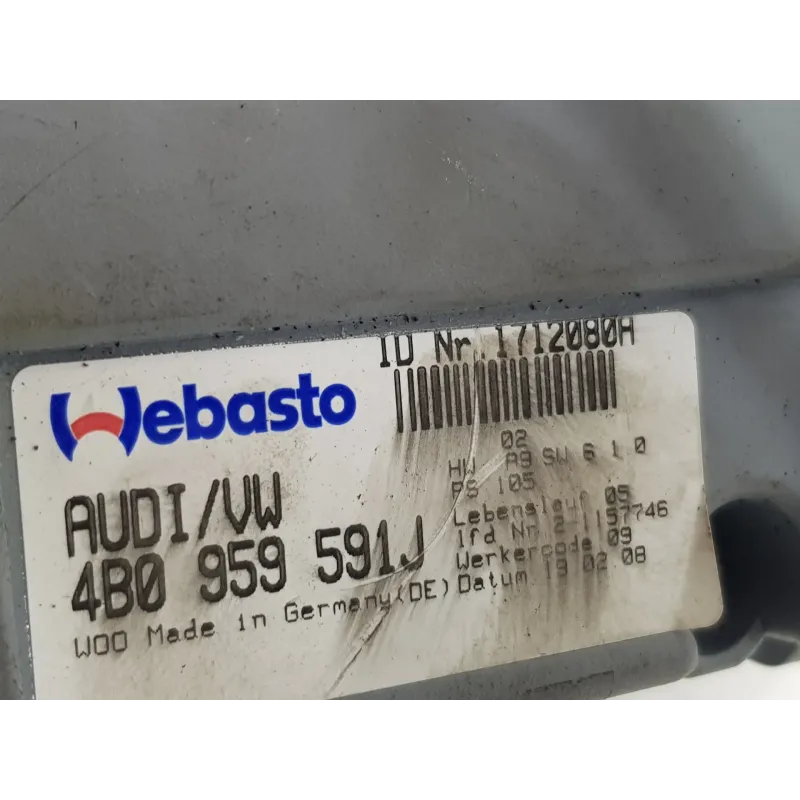 ID Nr. 1712080A
Webasto
02
HW A9 SW 6 1.0
PS 105
AUDI/VW
Lebenslauf 05
4B0 959 591J
lfd Nr. 2-1157746
Werkercode 09
W00 Made in Germany(DE) Datum 19 02 08